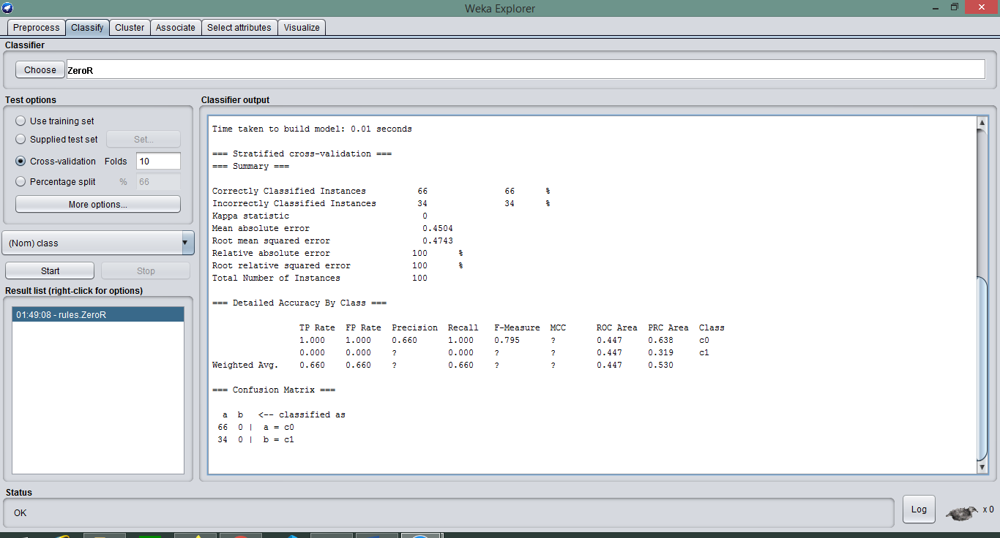 Weka Explorer
Preprocess Classify Cluster Associate Select attributes Visualize
Classifier
Choose ZeroR
Test options
Use training set
Supplied test set Set...
Cross-validation Folds 10
Percentage split % 66
More options...
(Nom) class
Start Stop
Result list (right-click for options)
01:49:08 - rules.ZeroR
Classifier output
Time taken to build model: 0.01 seconds
=== Stratified cross-validation ===
=== Summary ===
Correctly Classified Instances 66 66 %
Incorrectly Classified Instances 34 34 %
Kappa statistic 0
Mean absolute error 0.4504
Root mean squared error 0.4743
Relative absolute error 100 %
Root relative squared error 100 %
Total Number of Instances 100
=== Detailed Accuracy By Class ===
TP Rate FP Rate Precision Recall F-Measure MCC ROC Area PRC Area Class
1.000 1.000 0.660 1.000 0.795 ? 0.447 0.638 c0
0.000 0.000 ? 0.000 ? ? 0.447 0.319 c1
Weighted Avg. 0.660 0.660 ? 0.660 ? ? 0.447 0.530
=== Confusion Matrix ===
a b <-- classified as
66 0 | a = c0
34 0 | b = c1
Status
OK
Log x 0